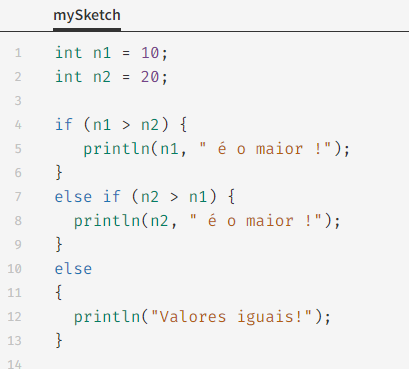 mySketch
1 int n1 = 10;
2 int n2 = 20;
3
4 if (n1 > n2) {
5 println(n1, " é o maior !");
6 }
7 else if (n2 > n1) {
8 println(n2, " é o maior !");
9 }
10 else
11 {
12 println("Valores iguais!");
13 }
14